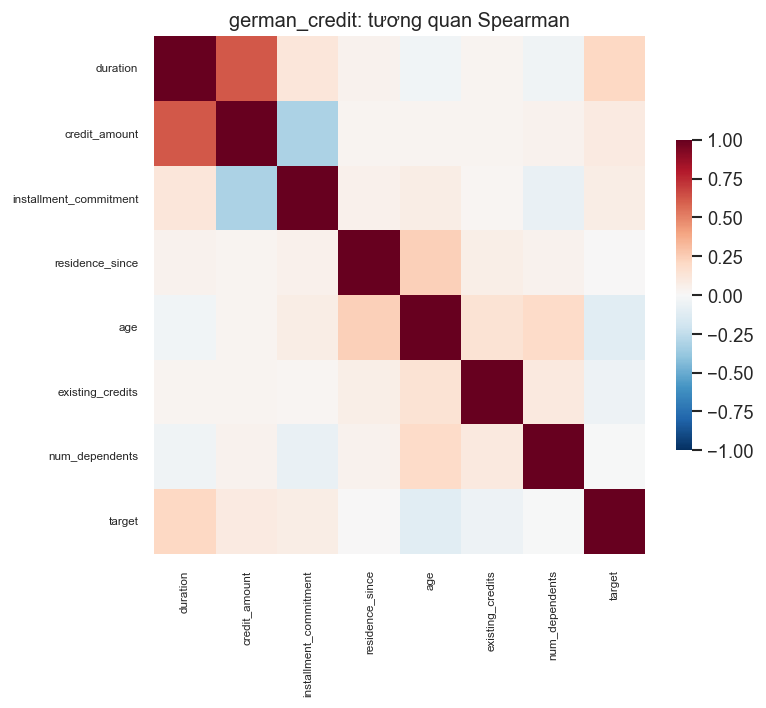 german_credit: tương quan Spearman
duration
credit_amount
installment_commitment
residence_since
age
existing_credits
num_dependents
target
1.00
0.75
0.50
0.25
0.00
−0.25
−0.50
−0.75
−1.00
duration
credit_amount
installment_commitment
residence_since
age
existing_credits
num_dependents
target